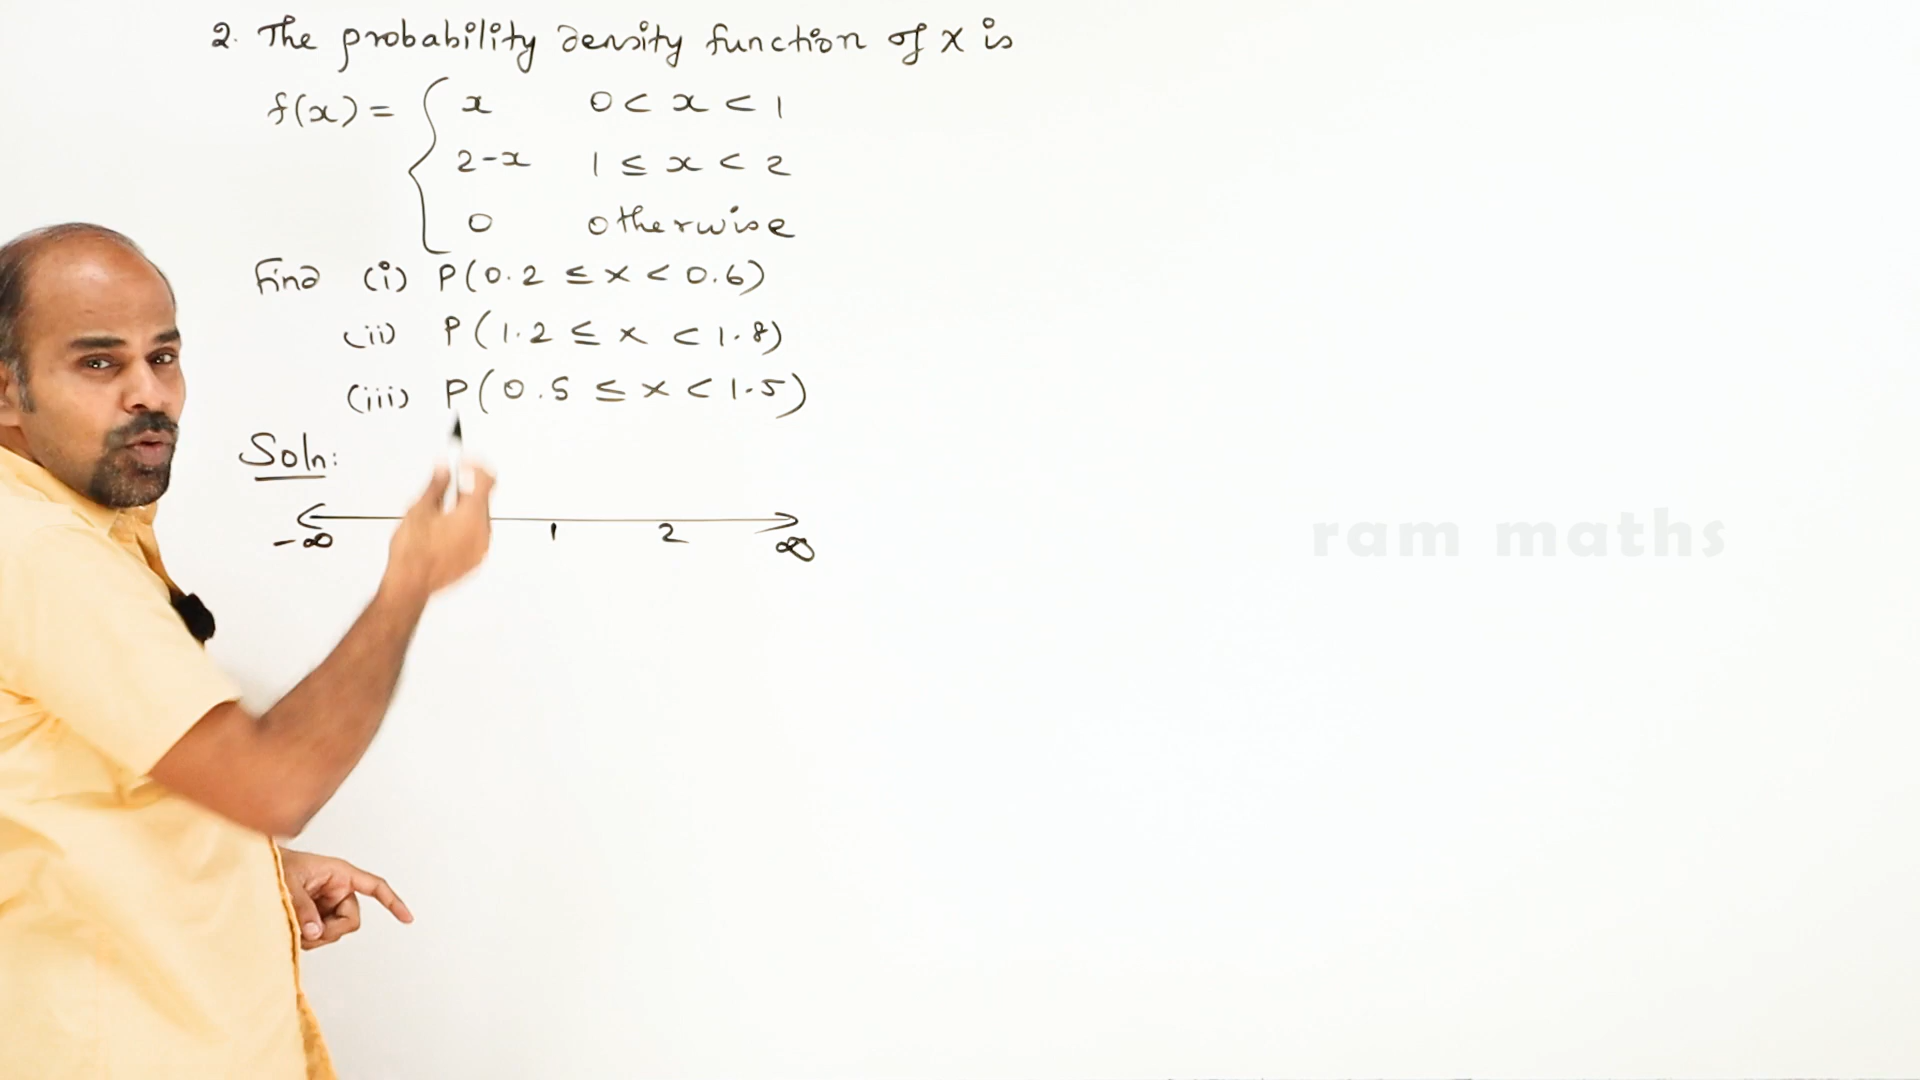 2. The probability density function of X is
f(x) = { x 0 < x < 1
2-x 1 ≤ x < 2
0 otherwise
Find (i) P(0.2 ≤ X < 0.6)
(ii) P(1.2 ≤ X < 1.8)
(iii) P(0.5 ≤ X < 1.5)
Soln:
-∞ 1 2 ∞
ram maths